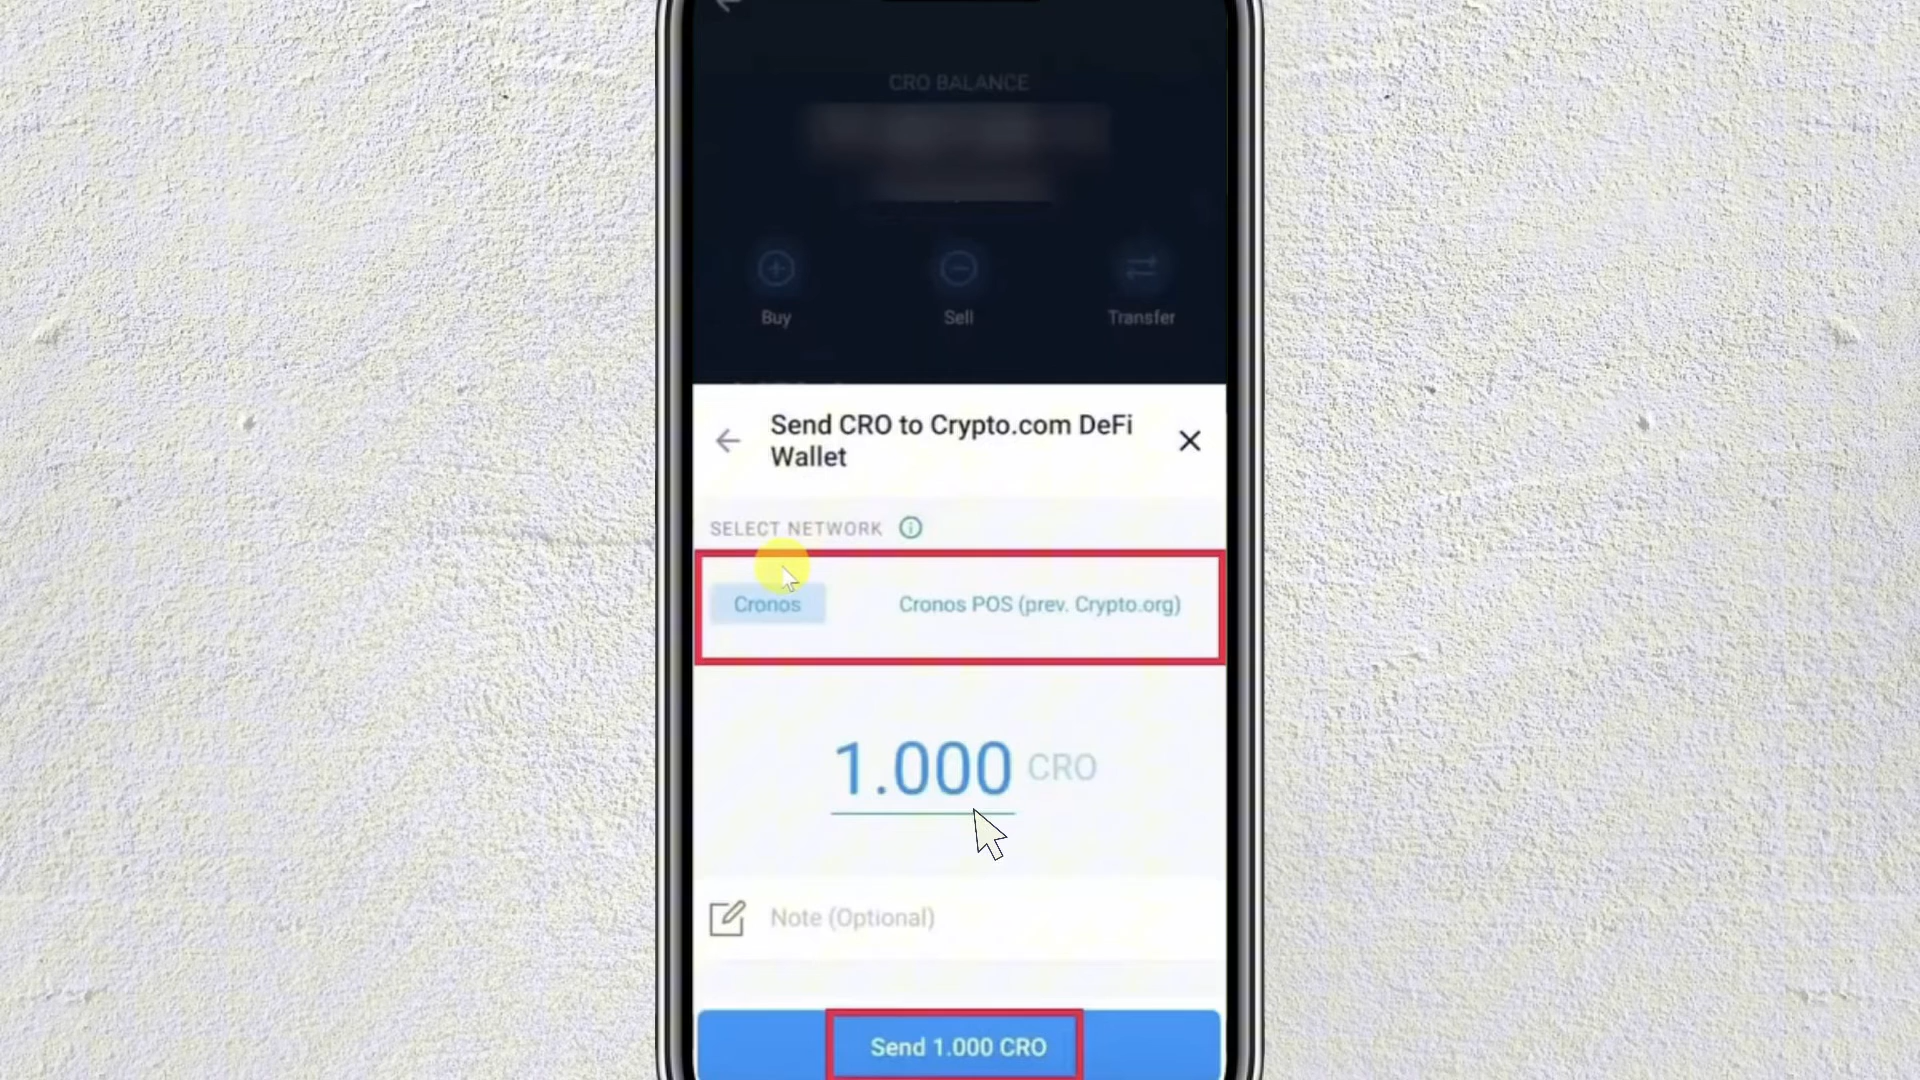 CRO BALANCE
Buy
Sell
Transfer
Send CRO to Crypto.com DeFi
Wallet
SELECT NETWORK
Cronos
Cronos POS (prev. Crypto.org)
1.000 CRO
Note (Optional)
Send 1.000 CRO